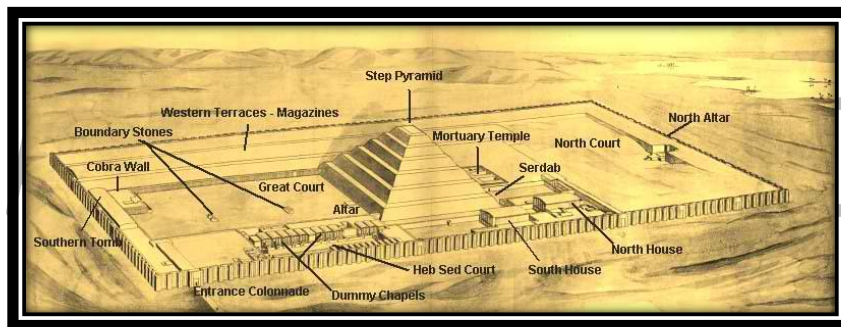 Step Pyramid
Western Terraces - Magazines
North Altar
Boundary Stones
Mortuary Temple
North Court
Cobra Wall
Serdab
Great Court
Altar
Southern Tomb
North House
Heb Sed Court
South House
Entrance Colonnade
Dummy Chapels